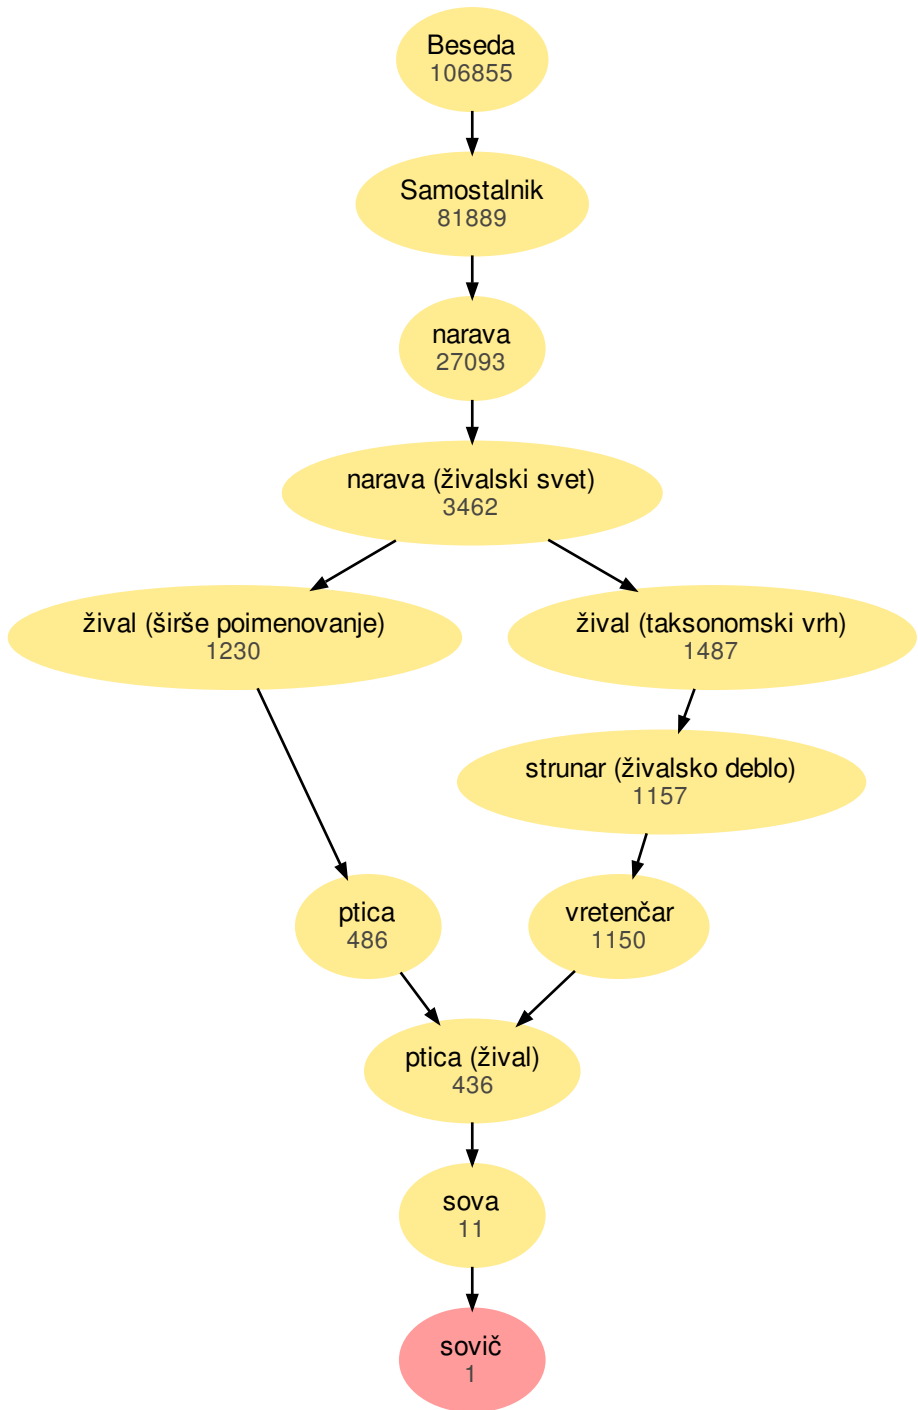 Beseda
106855
Samostalnik
81889
narava
27093
narava (živalski svet)
3462
žival (širše poimenovanje)
1230
žival (taksonomski vrh)
1487
strunar (živalsko deblo)
1157
ptica
486
vretenčar
1150
ptica (žival)
436
sova
11
sovič
1